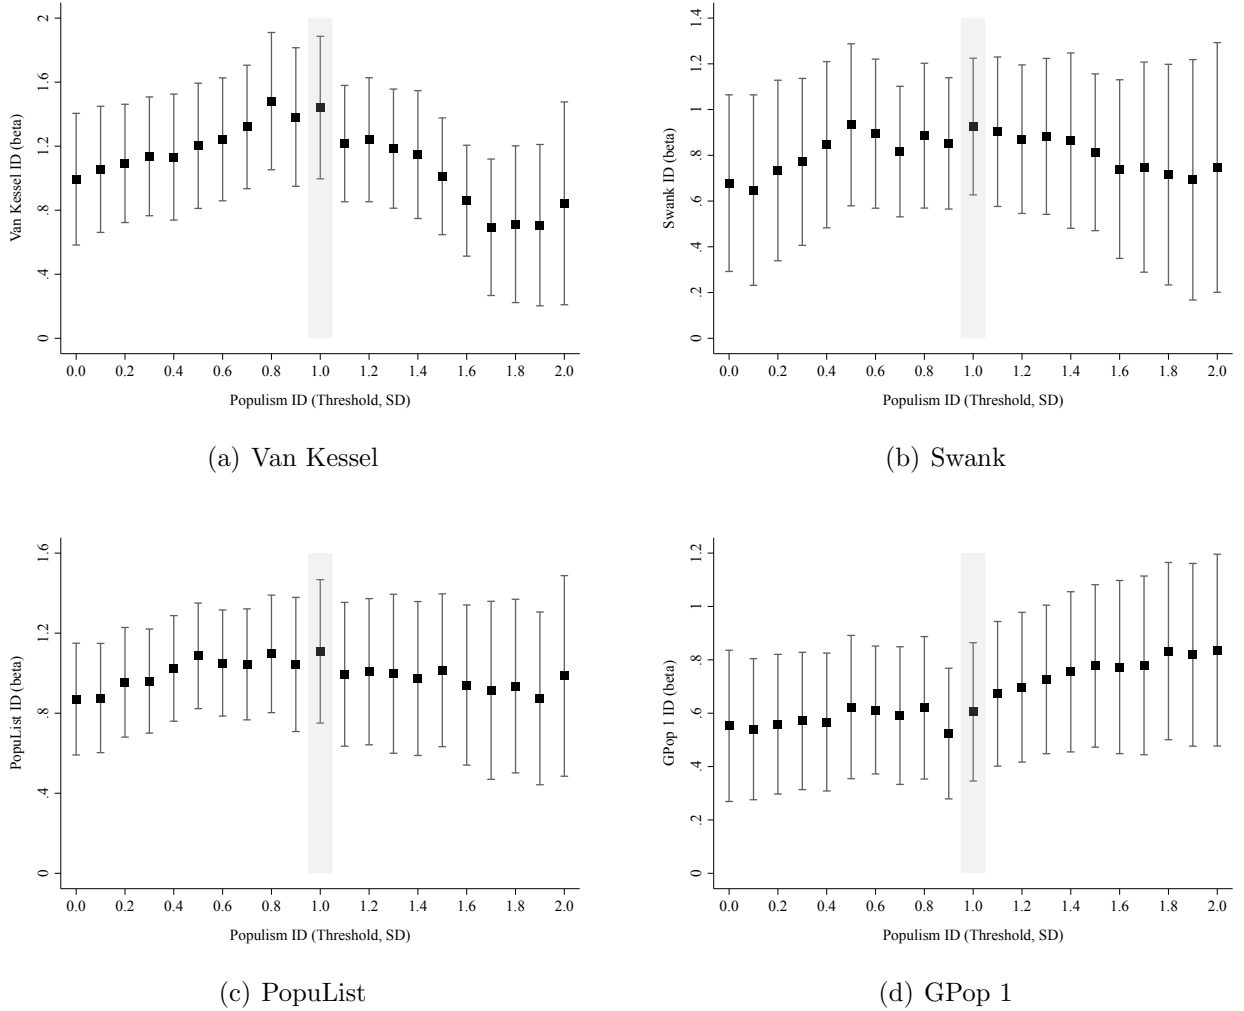 Van Kessel ID (beta)
0 .4 .8 1.2 1.6 2
0.0 0.2 0.4 0.6 0.8 1.0 1.2 1.4 1.6 1.8 2.0
Populism ID (Threshold, SD)
(a) Van Kessel
Swank ID (beta)
0 .2 .4 .6 .8 1 1.2 1.4
0.0 0.2 0.4 0.6 0.8 1.0 1.2 1.4 1.6 1.8 2.0
Populism ID (Threshold, SD)
(b) Swank
PopuList ID (beta)
0 .4 .8 1.2 1.6
0.0 0.2 0.4 0.6 0.8 1.0 1.2 1.4 1.6 1.8 2.0
Populism ID (Threshold, SD)
(c) PopuList
GPop 1 ID (beta)
0 .2 .4 .6 .8 1 1.2
0.0 0.2 0.4 0.6 0.8 1.0 1.2 1.4 1.6 1.8 2.0
Populism ID (Threshold, SD)
(d) GPop 1